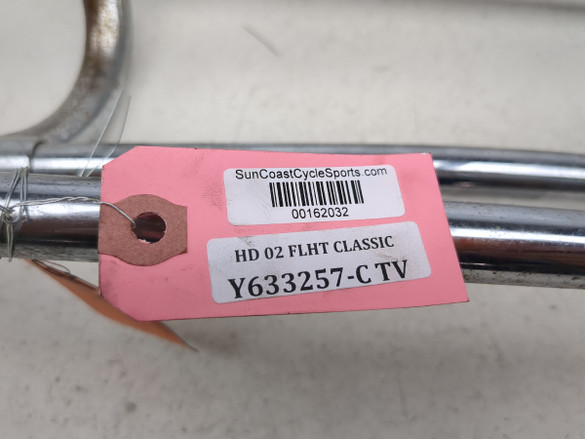 SunCoastCycleSports.com
00162032
HD 02 FLHT CLASSIC
Y633257-C TV